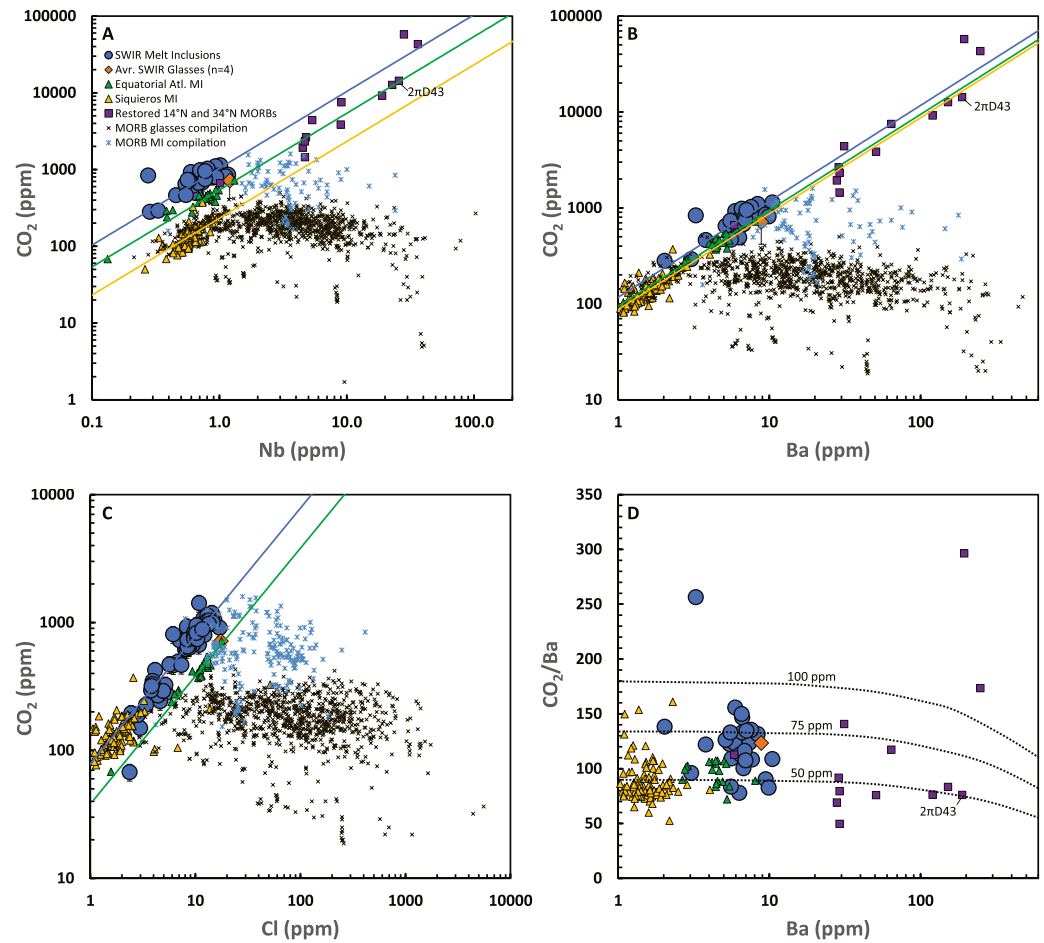 A
100000
10000
1000
100
10
1
CO2 (ppm)
SWIR Melt Inclusions
Avr. SWIR Glasses (n=4)
Equatorial Atl. MI
Siquieros MI
Restored 14°N and 34°N MORBs
MORB glasses compilation
MORB MI compilation
2πD43
0.1
1.0
10.0
100.0
Nb (ppm)
B
100000
10000
1000
100
10
CO2 (ppm)
2πD43
1
10
100
Ba (ppm)
C
10000
1000
100
10
CO2 (ppm)
1
10
100
1000
10000
Cl (ppm)
D
350
300
250
200
150
100
50
0
CO2/Ba
100 ppm
75 ppm
50 ppm
2πD43
1
10
100
Ba (ppm)